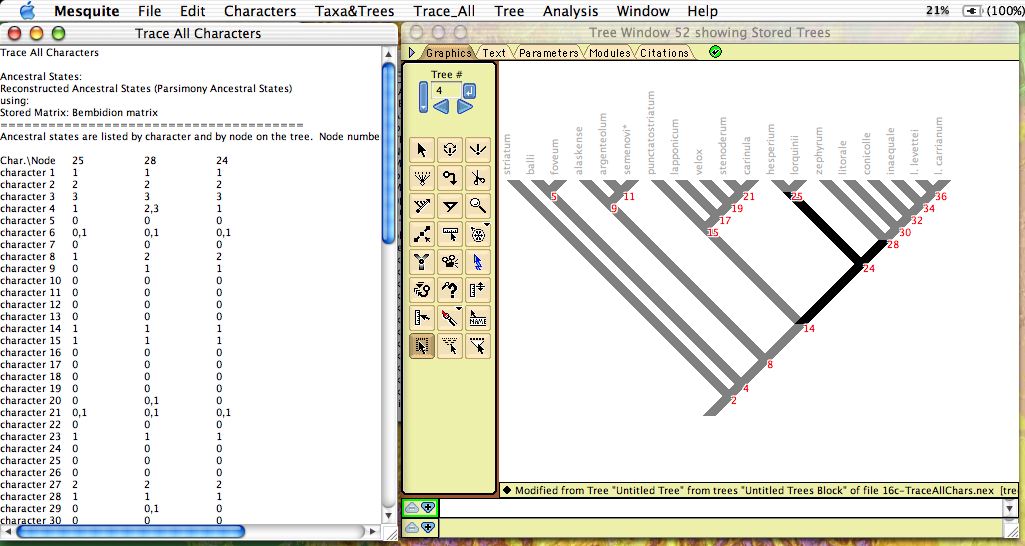 Mesquite File Edit Characters Taxa&Trees Trace_All Tree Analysis Window Help 21% (100%)
Trace All Characters
Trace All Characters
Ancestral States:
Reconstructed Ancestral States (Parsimony Ancestral States)
using:
Stored Matrix: Bembidion matrix
================================================
Ancestral states are listed by character and by node on the tree. Node numbe
Char.\Node 25 28 24
character 1 1 1 1
character 2 2 2 2
character 3 3 3 3
character 4 1 2,3 1
character 5 0 0 0
character 6 0,1 0,1 0,1
character 7 0 0 0
character 8 1 2 2
character 9 0 1 1
character 10 0 0 0
character 11 0 0 0
character 12 0 0 0
character 13 0 0 0
character 14 1 1 1
character 15 1 1 1
character 16 0 0 0
character 17 0 0 0
character 18 0 0 0
character 19 0 0 0
character 20 0 0,1 0
character 21 0,1 0,1 0,1
character 22 0 0 0
character 23 1 1 1
character 24 0 0 0
character 25 0 0 0
character 26 0 0 0
character 27 2 2 2
character 28 1 1 1
character 29 0 0,1 0
character 30 0 0 0
Tree Window 52 showing Stored Trees
Graphics Text Parameters Modules Citations
Tree #
4
NAME
striatum
balli
foveum
alaskense
argenteolum
semenovi*
punctatostriatum
lapponicum
velox
stenoderum
carinula
hesperium
lorquinii
zephyrum
litorale
conicolle
inaequale
l. levettei
l. carrianum
5 11 21 25 36
9 19 34
17 32
15 30
28
24
14
8
4
2
Modified from Tree "Untitled Tree" from trees "Untitled Trees Block" of file 16c-TraceAllChars.nex [tre